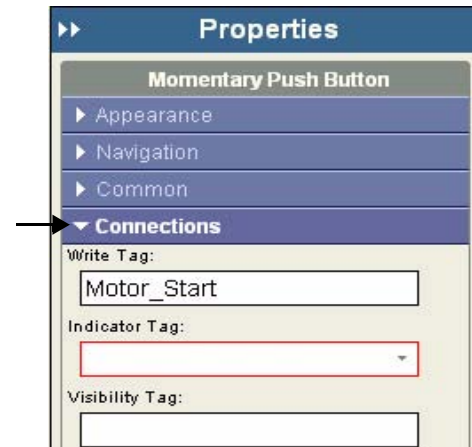 Properties
Momentary Push Button
Appearance
Navigation
Common
Connections
Write Tag:
Motor_Start
Indicator Tag:
Visibility Tag: